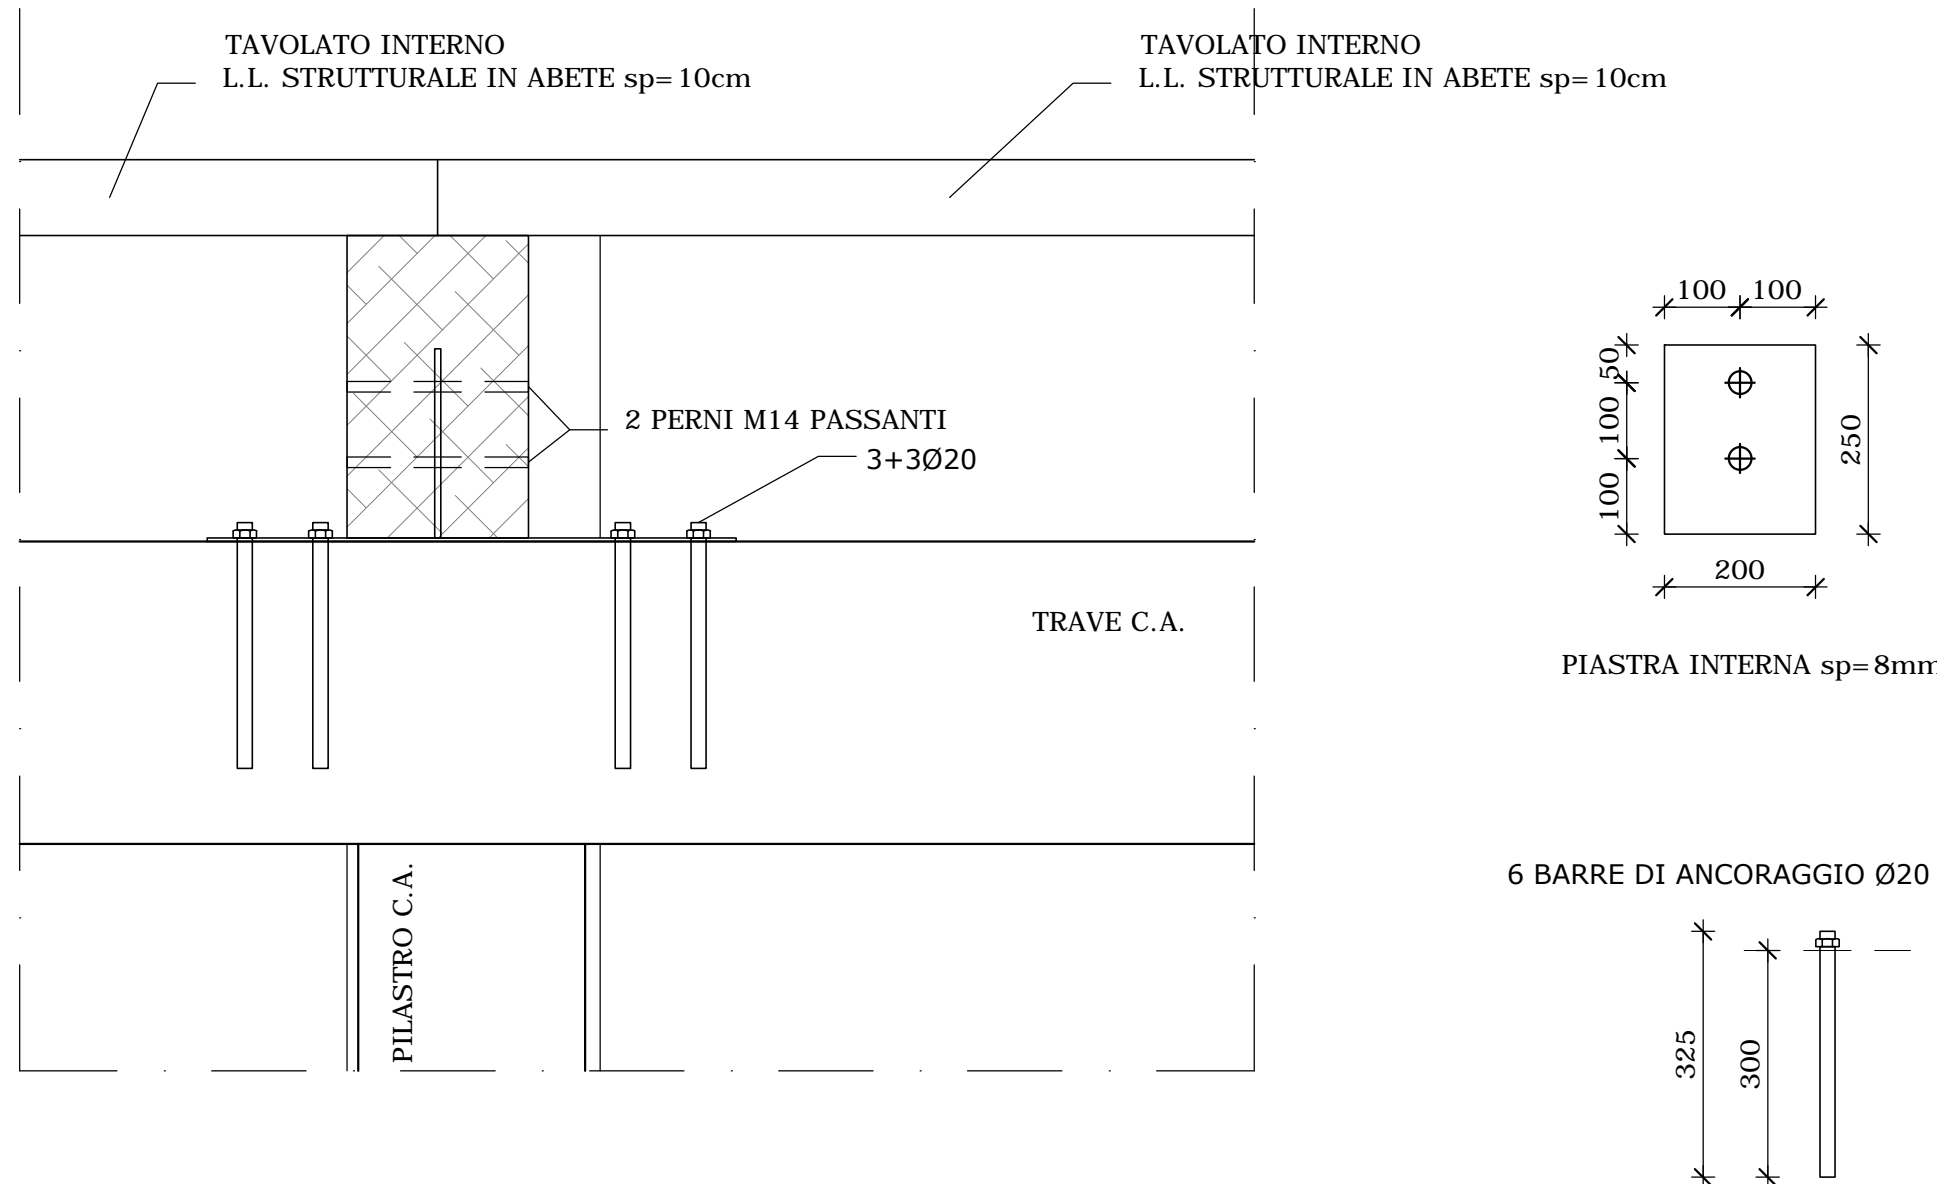 TAVOLATO INTERNO
L.L. STRUTTURALE IN ABETE sp=10cm
TAVOLATO INTERNO
L.L. STRUTTURALE IN ABETE sp=10cm
2 PERNI M14 PASSANTI
3+3Ø20
TRAVE C.A.
PILASTRO C.A.
100 100
50
100
100
250
200
PIASTRA INTERNA sp=8mm
6 BARRE DI ANCORAGGIO Ø20
325
300